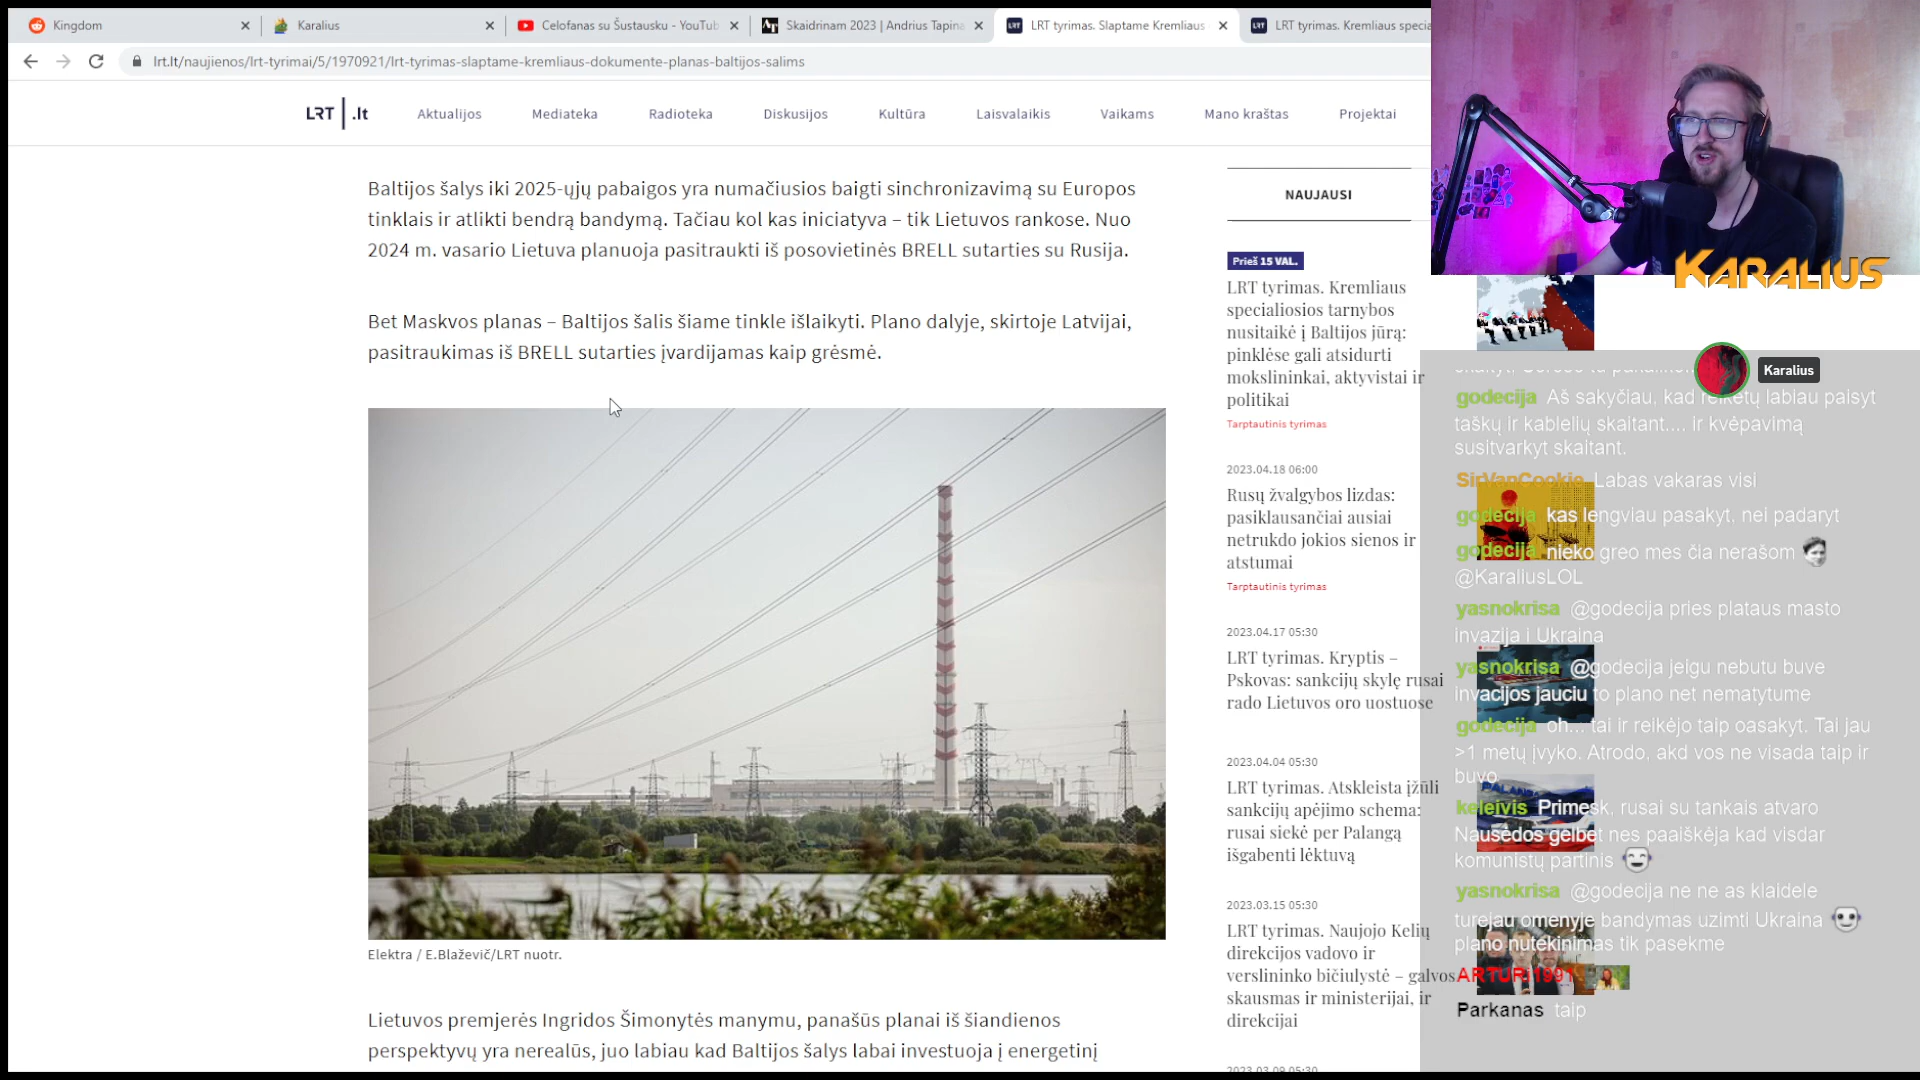 Kingdom
Karalius
Celofanas su Šustausku - YouTub
Skaidrinam 2023 | Andrius Tapina
LRT tyrimas. Slaptame Kremliaus
LRT tyrimas. Kremliaus specia
lrt.lt/naujienos/lrt-tyrimai/5/1970921/lrt-tyrimas-slaptame-kremliaus-dokumente-planas-baltijos-salims
LRT .lt
Aktualijos
Mediateka
Radioteka
Diskusijos
Kultūra
Laisvalaikis
Vaikams
Mano kraštas
Projektai
Baltijos šalys iki 2025-ųjų pabaigos yra numačiusios baigti sinchronizavimą su Europos
tinklais ir atlikti bendrą bandymą. Tačiau kol kas iniciatyva – tik Lietuvos rankose. Nuo
2024 m. vasario Lietuva planuoja pasitraukti iš posovietinės BRELL sutarties su Rusija.
Bet Maskvos planas – Baltijos šalis šiame tinkle išlaikyti. Plano dalyje, skirtoje Latvijai,
pasitraukimas iš BRELL sutarties įvardijamas kaip grėsmė.
Elektra / E.Blaževič/LRT nuotr.
Lietuvos premjerės Ingridos Šimonytės manymu, panašūs planai iš šiandienos
perspektyvų yra nerealūs, juo labiau kad Baltijos šalys labai investuoja į energetinį
NAUJAUSI
Prieš 15 VAL.
LRT tyrimas. Kremliaus
specialiosios tarnybos
nusitaikė į Baltijos jūrą:
pinklėse gali atsidurti
mokslininkai, aktyvistai ir
politikai
Tarptautinis tyrimas
2023.04.18 06:00
Rusų žvalgybos lizdas:
pasiklausančiai ausiai
netrukdo jokios sienos ir
atstumai
Tarptautinis tyrimas
2023.04.17 05:30
LRT tyrimas. Kryptis –
Pskovas: sankcijų skylę rusai
rado Lietuvos oro uostuose
2023.04.04 05:30
LRT tyrimas. Atskleista įžūli
sankcijų apėjimo schema:
rusai siekė per Palangą
išgabenti lėktuvą
2023.03.15 05:30
LRT tyrimas. Naujojo Kelių
direkcijos vadovo ir
verslininko bičiulystė – galvos
skausmas ir ministerijai, ir
direkcijai
2023.03.09 05:30
KARALIUS
Karalius
godecija Aš sakyčiau, kad reikėtų labiau paisyt
taškų ir kablelių skaitant.... ir kvėpavimą
susitvarkyt skaitant.
SirVanCookie Labas vakaras visi
godecija kas lengviau pasakyt, nei padaryt
godecija nieko greo mes čia nerašom
@KaraliusLOL
yasnokrisa @godecija pries plataus masto
invazija i Ukraina
yasnokrisa @godecija jeigu nebutu buve
invacijos jauciu to plano net nematytume
godecija oh... tai ir reikėjo taip oasakyt. Tai jau
>1 metų įvyko. Atrodo, akd vos ne visada taip ir
buvo
keleivis Primesk, rusai su tankais atvaro
Nausėdos gelbėt nes paaiškėja kad visdar
komunistų partinis
yasnokrisa @godecija ne ne as klaidele
turejau omenyje bandymas uzimti Ukraina
plano nutekinimas tik pasekme
ARTURi1991
Parkanas taip